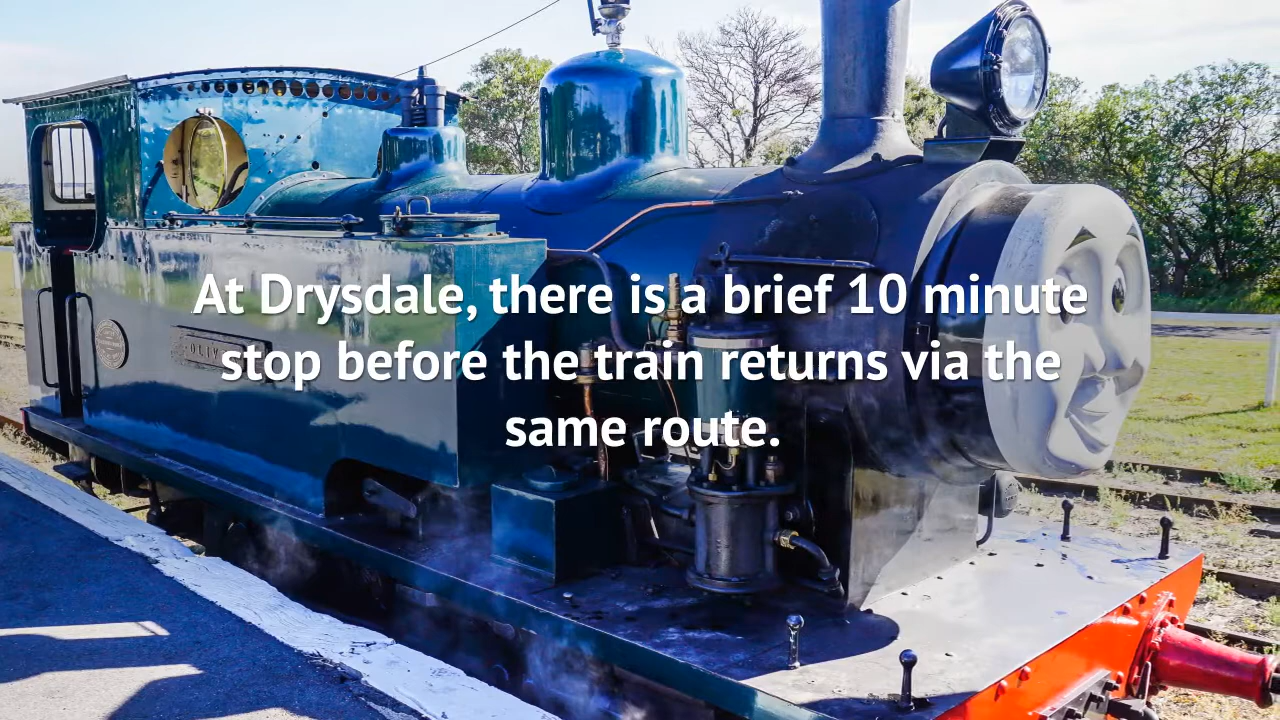 At Drysdale, there is a brief 10 minute
stop before the train returns via the
same route.